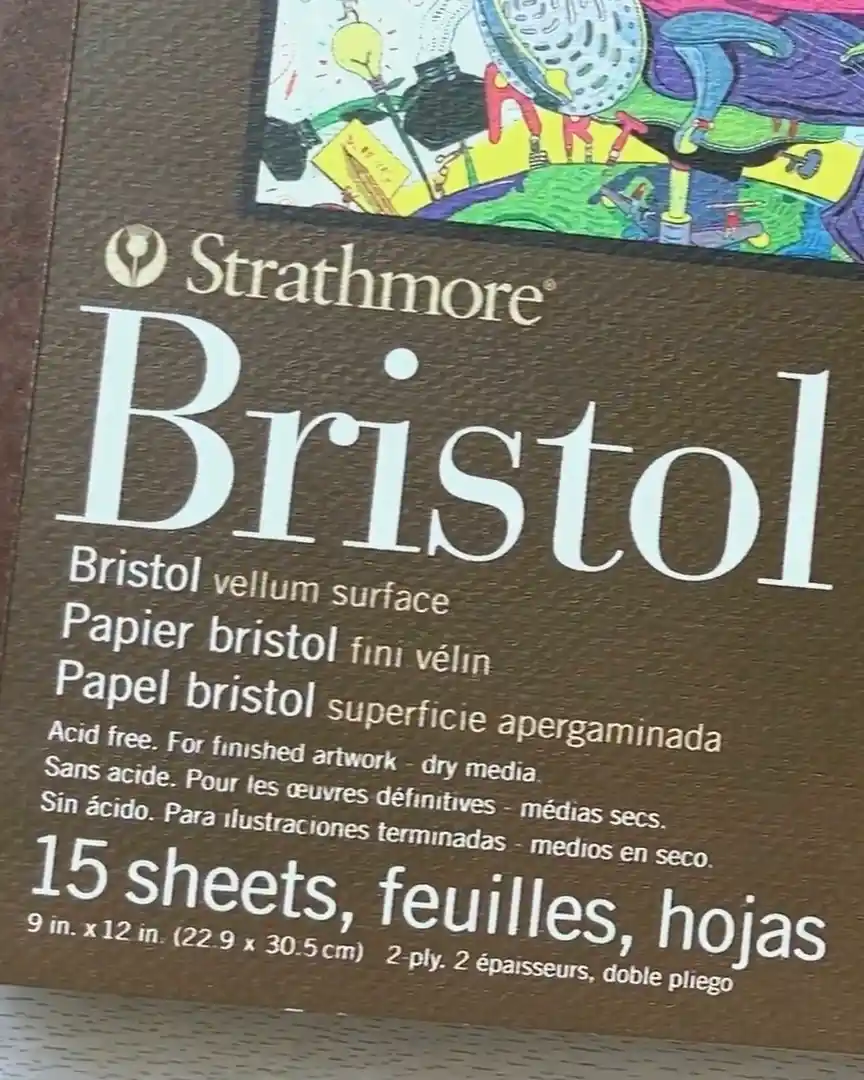 ART
Strathmore®
Bristol
Bristol vellum surface
Papier bristol fini vélin
Papel bristol superficie apergaminada
Acid free. For finished artwork - dry media.
Sans acide. Pour les œuvres définitives - médias secs.
Sin ácido. Para ilustraciones terminadas - medios en seco.
15 sheets, feuilles, hojas
9 in. x 12 in. (22.9 x 30.5 cm) 2-ply. 2 épaisseurs, doble pliego